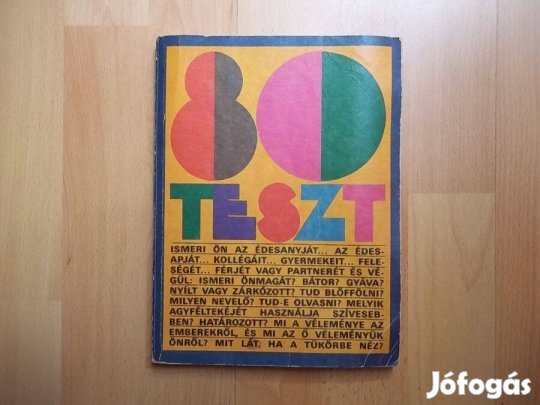 80
TESZT
ISMERI ÖN AZ ÉDESANYJÁT... AZ ÉDES-
APJÁT... KOLLÉGÁIT... GYERMEKEIT... FELE-
SÉGÉT... FÉRJÉT VAGY PARTNERÉT ÉS VÉ-
GÜL: ISMERI ÖNMAGÁT? BÁTOR? GYÁVA?
NYÍLT VAGY ZÁRKÓZOTT? TUD BLÖFFÖLNI?
MILYEN NEVELŐ? TUD-E OLVASNI? MELYIK
AGYFÉLTEKÉJÉT HASZNÁLJA SZÍVESEB-
BEN? HATÁROZOTT? MI A VÉLEMÉNYE AZ
EMBEREKRŐL, ÉS MI AZ Ő VÉLEMÉNYÜK
ÖNRŐL? MIT LÁT, HA A TÜKÖRBE NÉZ?
Jófogás